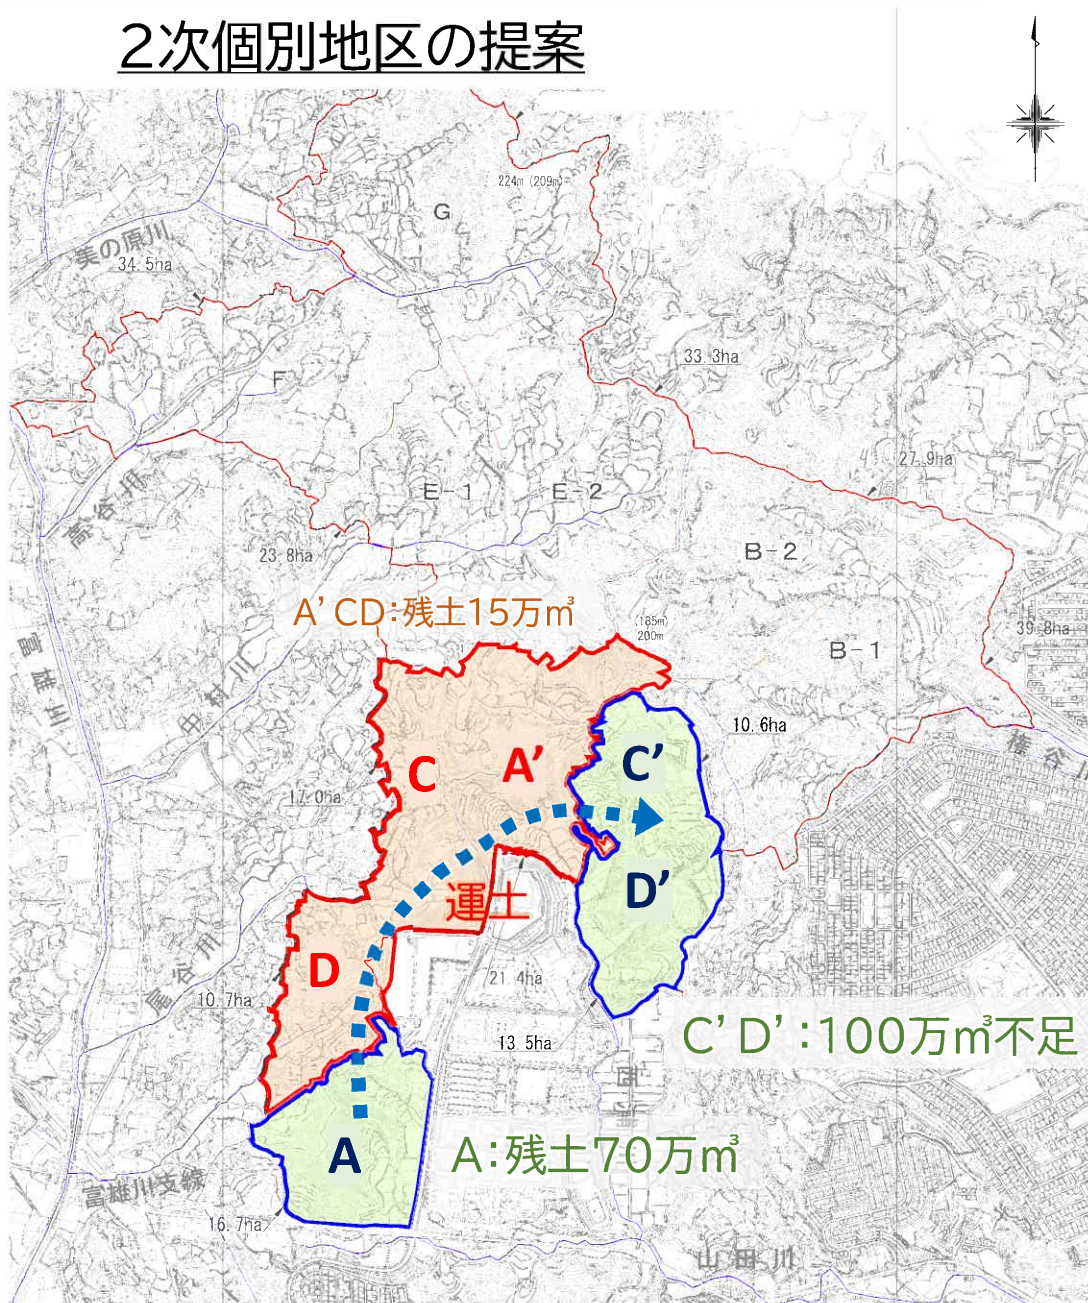 2次個別地区の提案
224m (209m)
G
美の原川
34.5ha
33.3ha
F
27.9ha
E-1
E-2
高谷川
23.8ha
B-2
A'CD:残土15万㎥
(185m)
200m
39.8ha
B-1
富雄川
中村川
10.6ha
C
A'
C'
17.0ha
D'
運土
D
21.4ha
10.7ha
13.5ha
C'D':100万㎥不足
A
A:残土70万㎥
富雄川支線
16.7ha
山田川